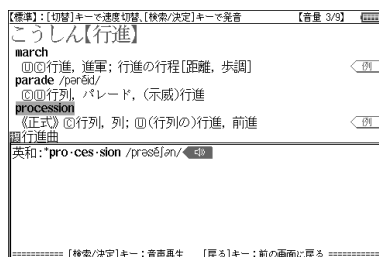 【標準】:[切替]キーで速度切替、[検索/決定]キーで発音 【音量 3/9】
こうしん【行進】
march
ⓊⒸ行進, 進軍; 行進の行程[距離, 歩調] 例
parade /pəréid/
ⒸⓊ行列, パレード, (示威)行進
procession
《正式》Ⓒ行列, 列; Ⓤ(行列の)行進, 前進 例
行進曲
英和:*pro·ces·sion /prəséʃən/
========== [検索/決定]キー:音声再生 [戻る]キー:前の画面に戻る ==========